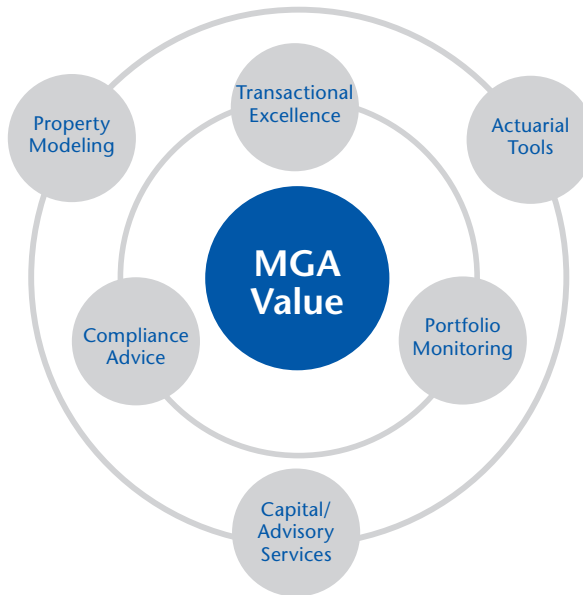 Transactional
Excellence
Property
Modeling
Actuarial
Tools
MGA
Value
Compliance
Advice
Portfolio
Monitoring
Capital/
Advisory
Services